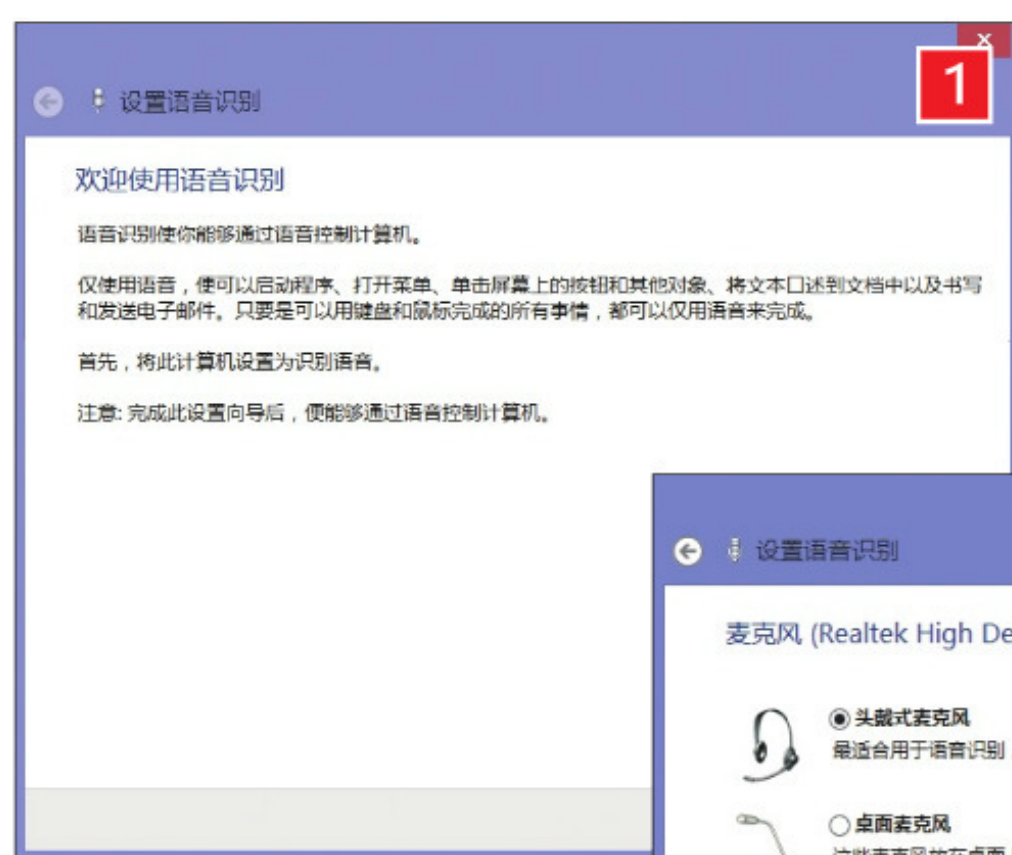 ×
1
设置语音识别
欢迎使用语音识别
语音识别使你能够通过语音控制计算机。
仅使用语音，便可以启动程序、打开菜单、单击屏幕上的按钮和其他对象、将文本口述到文档中以及书写
和发送电子邮件。只要是可以用键盘和鼠标完成的所有事情，都可以仅用语音来完成。
首先，将此计算机设置为识别语音。
注意: 完成此设置向导后，便能够通过语音控制计算机。
设置语音识别
麦克风 (Realtek High De
头戴式麦克风
最适合用于语音识别
桌面麦克风
这些麦克风放在桌面